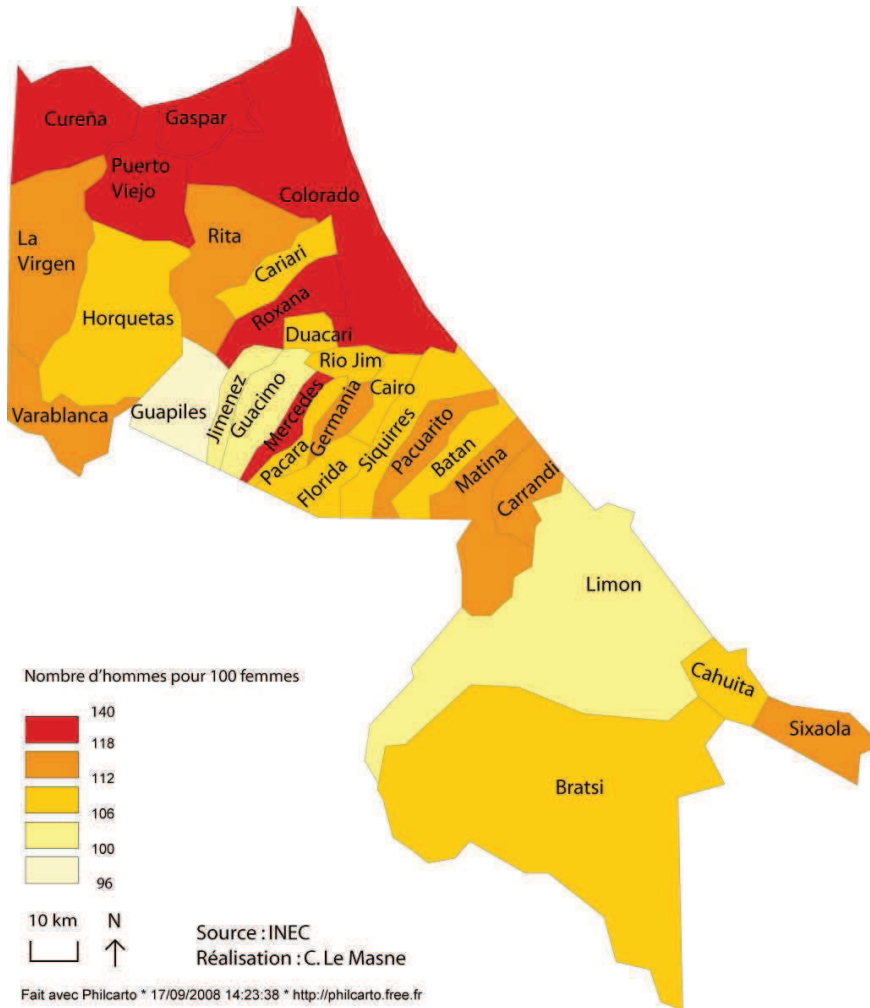 Cureña
Gaspar
Puerto
Viejo
Colorado
La
Virgen
Rita
Cariari
Horquetas
Roxana
Duacari
Rio Jim
Cairo
Varablanca
Guapiles
Jimenez
Guacimo
Mercedes
Pacara
Germania
Florida
Siquirres
Pacuarito
Batan
Matina
Carrandi
Limon
Cahuita
Sixaola
Bratsi
Nombre d'hommes pour 100 femmes
140
118
112
106
100
96
10 km
N
Source : INEC
Réalisation : C. Le Masne
Fait avec Philcarto * 17/09/2008 14:23:38 * http://philcarto.free.fr